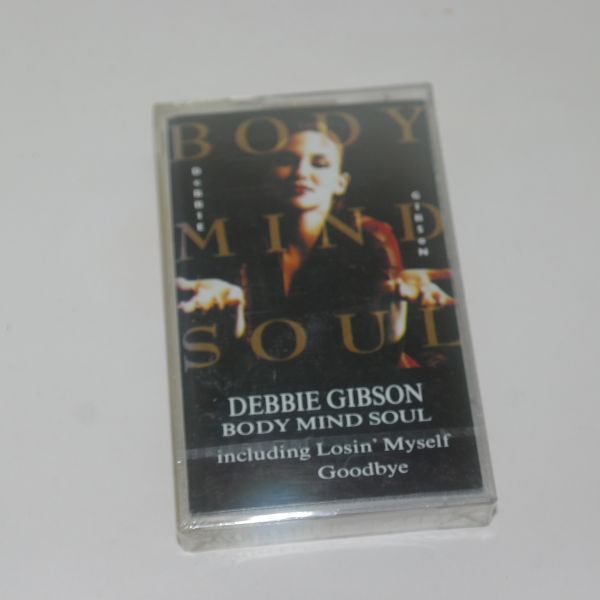 BODY
DEBBIE
MIND
GIBSON
SOUL
DEBBIE GIBSON
BODY MIND SOUL
including Losin' Myself
Goodbye